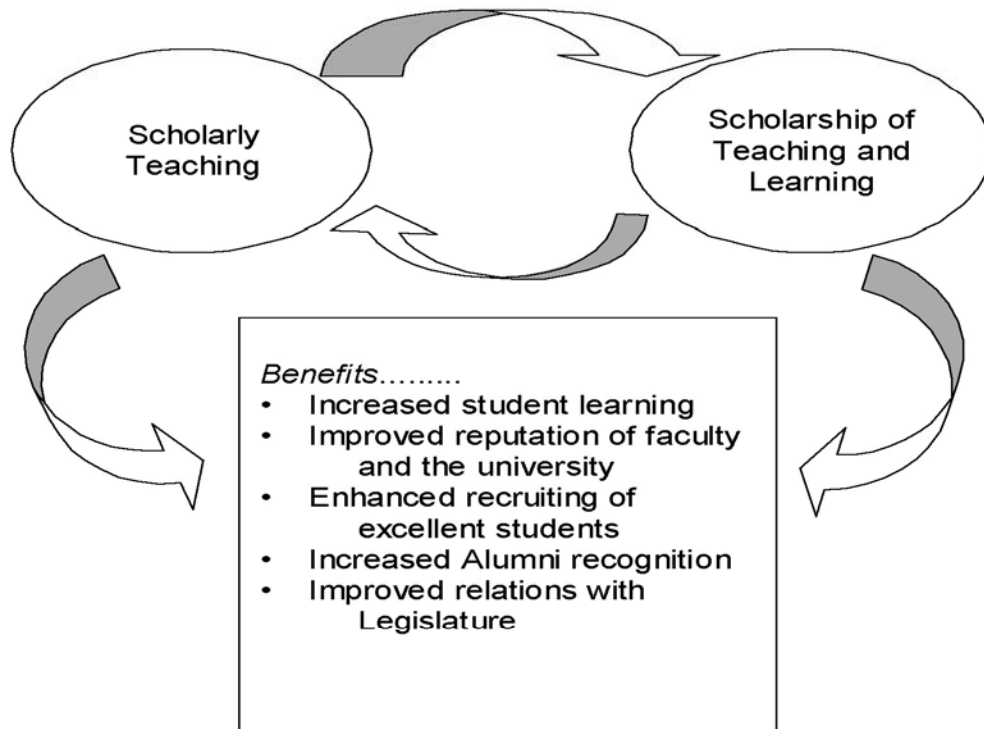 Scholarly
Teaching
Scholarship of
Teaching and
Learning
Benefits.........
• Increased student learning
• Improved reputation of faculty
and the university
• Enhanced recruiting of
excellent students
• Increased Alumni recognition
• Improved relations with
Legislature